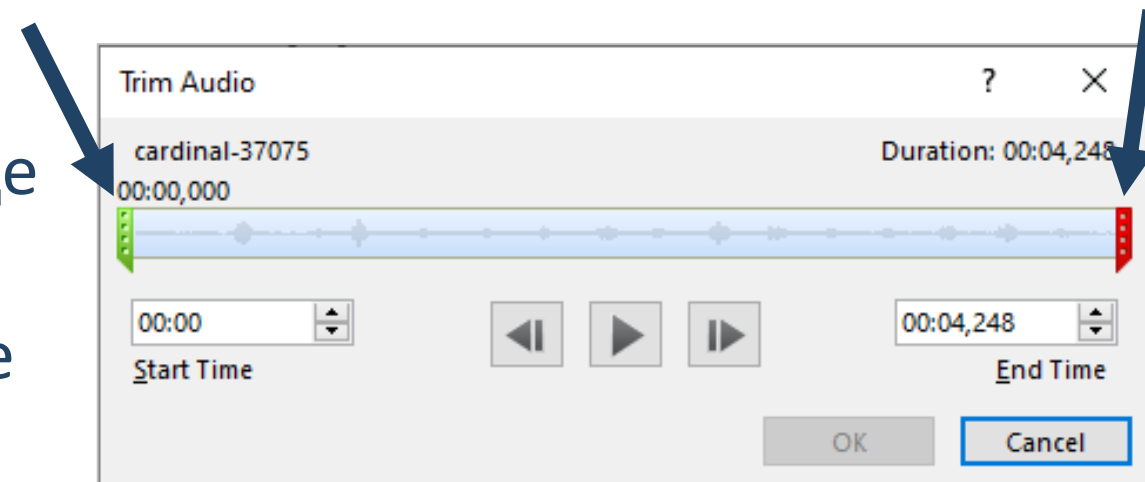 Trim Audio ?
cardinal-37075 Duration: 00:04,248
00:00,000
00:00 00:04,248
Start Time End Time
OK Cancel